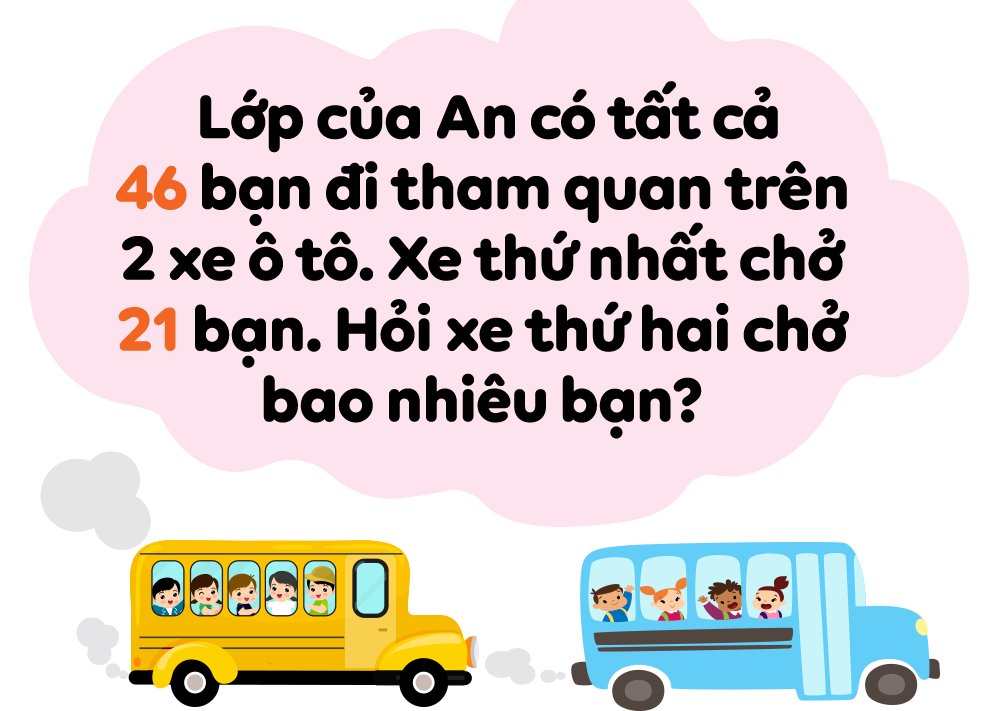 Lớp của An có tất cả
46 bạn đi tham quan trên
2 xe ô tô. Xe thứ nhất chở
21 bạn. Hỏi xe thứ hai chở
bao nhiêu bạn?